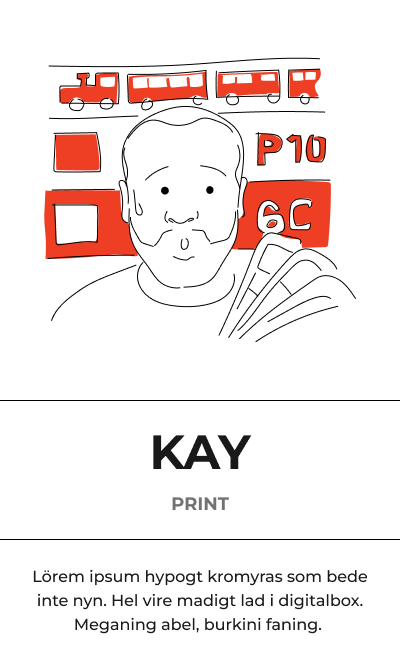 P10
6C
KAY
PRINT
Lörem ipsum hypogt kromyras som bede
inte nyn. Hel vire madigt lad i digitalbox.
Meganing abel, burkini faning.